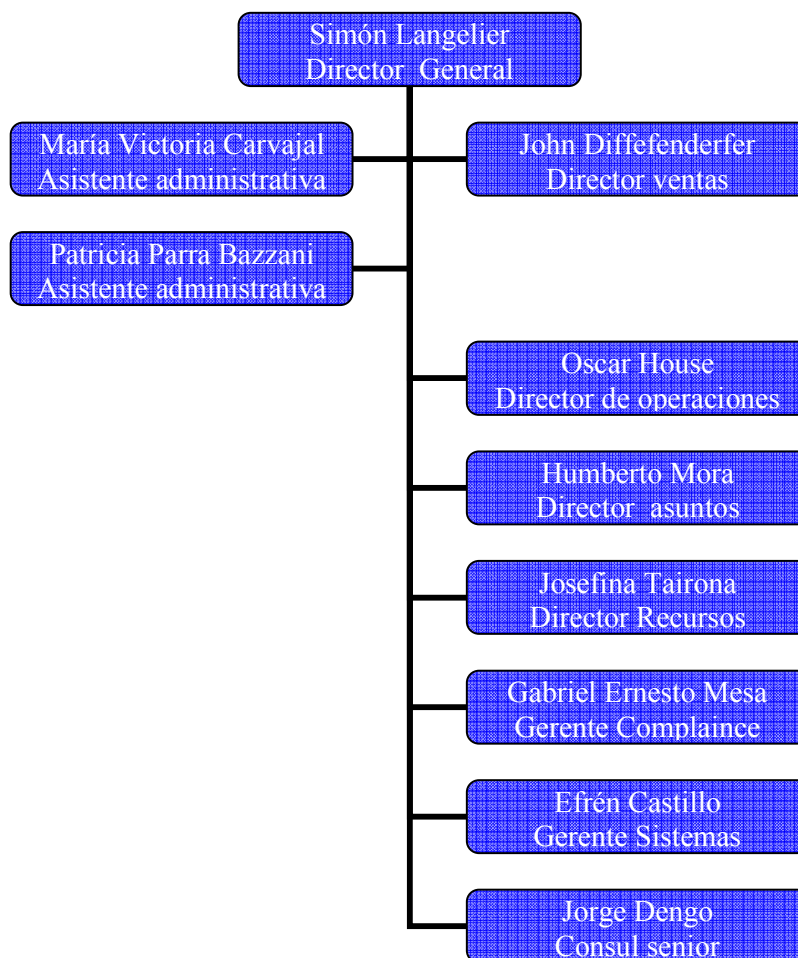 Simón Langelier
Director General
María Victoria Carvajal
Asistente administrativa
John Diffefenderfer
Director ventas
Patricia Parra Bazzani
Asistente administrativa
Oscar House
Director de operaciones
Humberto Mora
Director asuntos
Josefina Tairona
Director Recursos
Gabriel Ernesto Mesa
Gerente Complaince
Efrén Castillo
Gerente Sistemas
Jorge Dengo
Consul senior